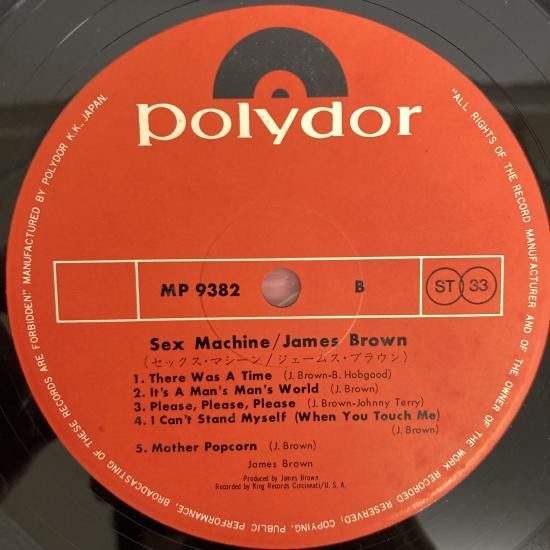 polydor
MP 9382 B ST 33
Sex Machine/James Brown
(セックス・マシーン/ジェームス・ブラウン)
1. There Was A Time (J. Brown-B. Hobgood)
2. It's A Man's Man's World (J. Brown)
3. Please, Please, Please (J. Brown-Johnny Terry)
4. I Can't Stand Myself (When You Touch Me)
(J. Brown)
5. Mother Popcorn (J. Brown)
James Brown
Produced by James Brown
Recorded by King Records Cincinnati/U. S. A.
"ALL RIGHTS OF THE RECORD MANUFACTURER AND OF THE OWNER OF THE WORK RECORDED RESERVED; COPYING, PUBLIC PERFORMANCE, BROADCASTING OF THESE RECORDS ARE FORBIDDEN:" MANUFACTURED BY POLYDOR K.K. JAPAN.